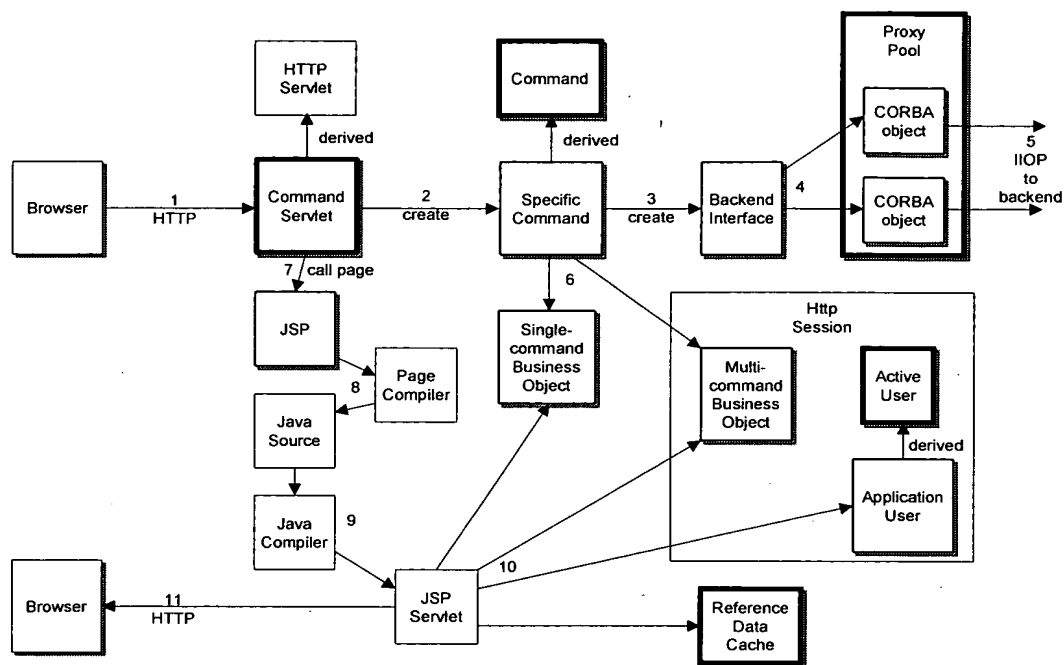 Proxy
Pool
HTTP
Servlet
Command
CORBA
object
derived
derived
5
IIOP
to
backend
Browser
1
HTTP
Command
Servlet
2
create
Specific
Command
3
create
Backend
Interface
4
CORBA
object
7 call page
6
Http
Session
JSP
Single-
command
Business
Object
Multi-
command
Business
Object
Active
User
Page
Compiler
8
derived
Java
Source
Application
User
Java
Compiler
9
10
Browser
11
HTTP
JSP
Servlet
Reference
Data
Cache